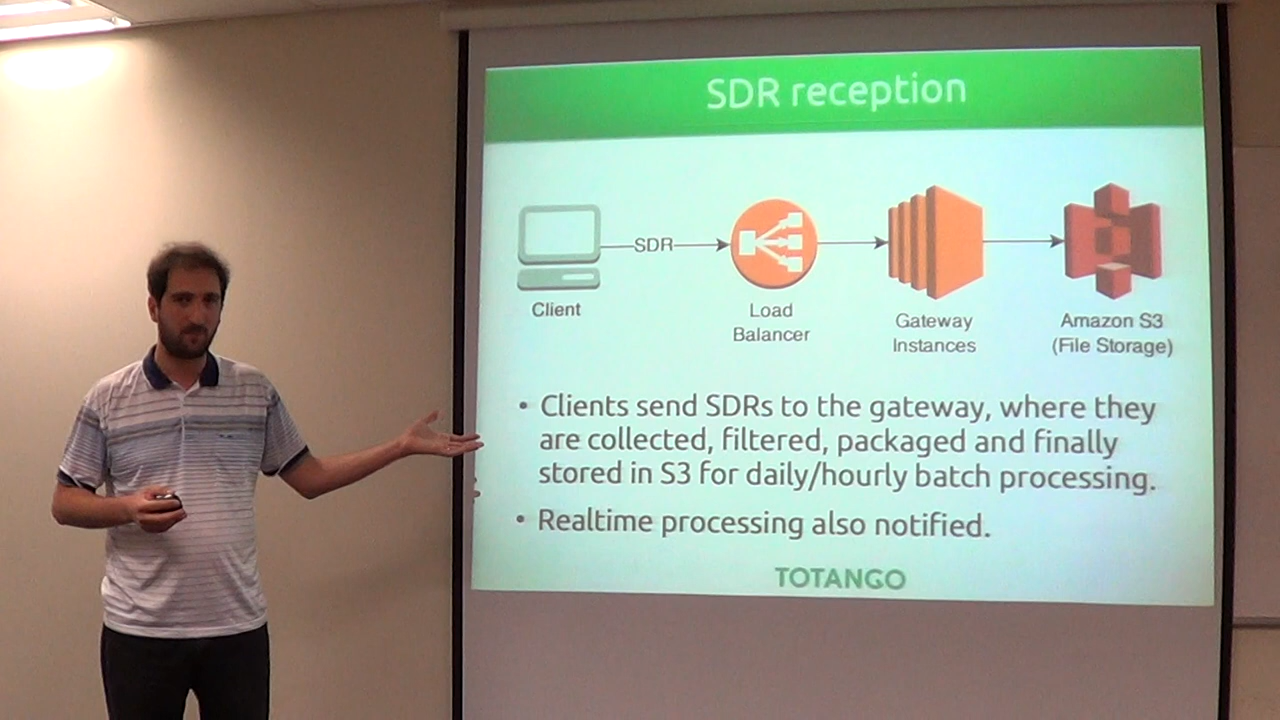 SDR reception
SDR
Client
Load
Balancer
Gateway
Instances
Amazon S3
(File Storage)
• Clients send SDRs to the gateway, where they
are collected, filtered, packaged and finally
stored in S3 for daily/hourly batch processing.
• Realtime processing also notified.
TOTANGO